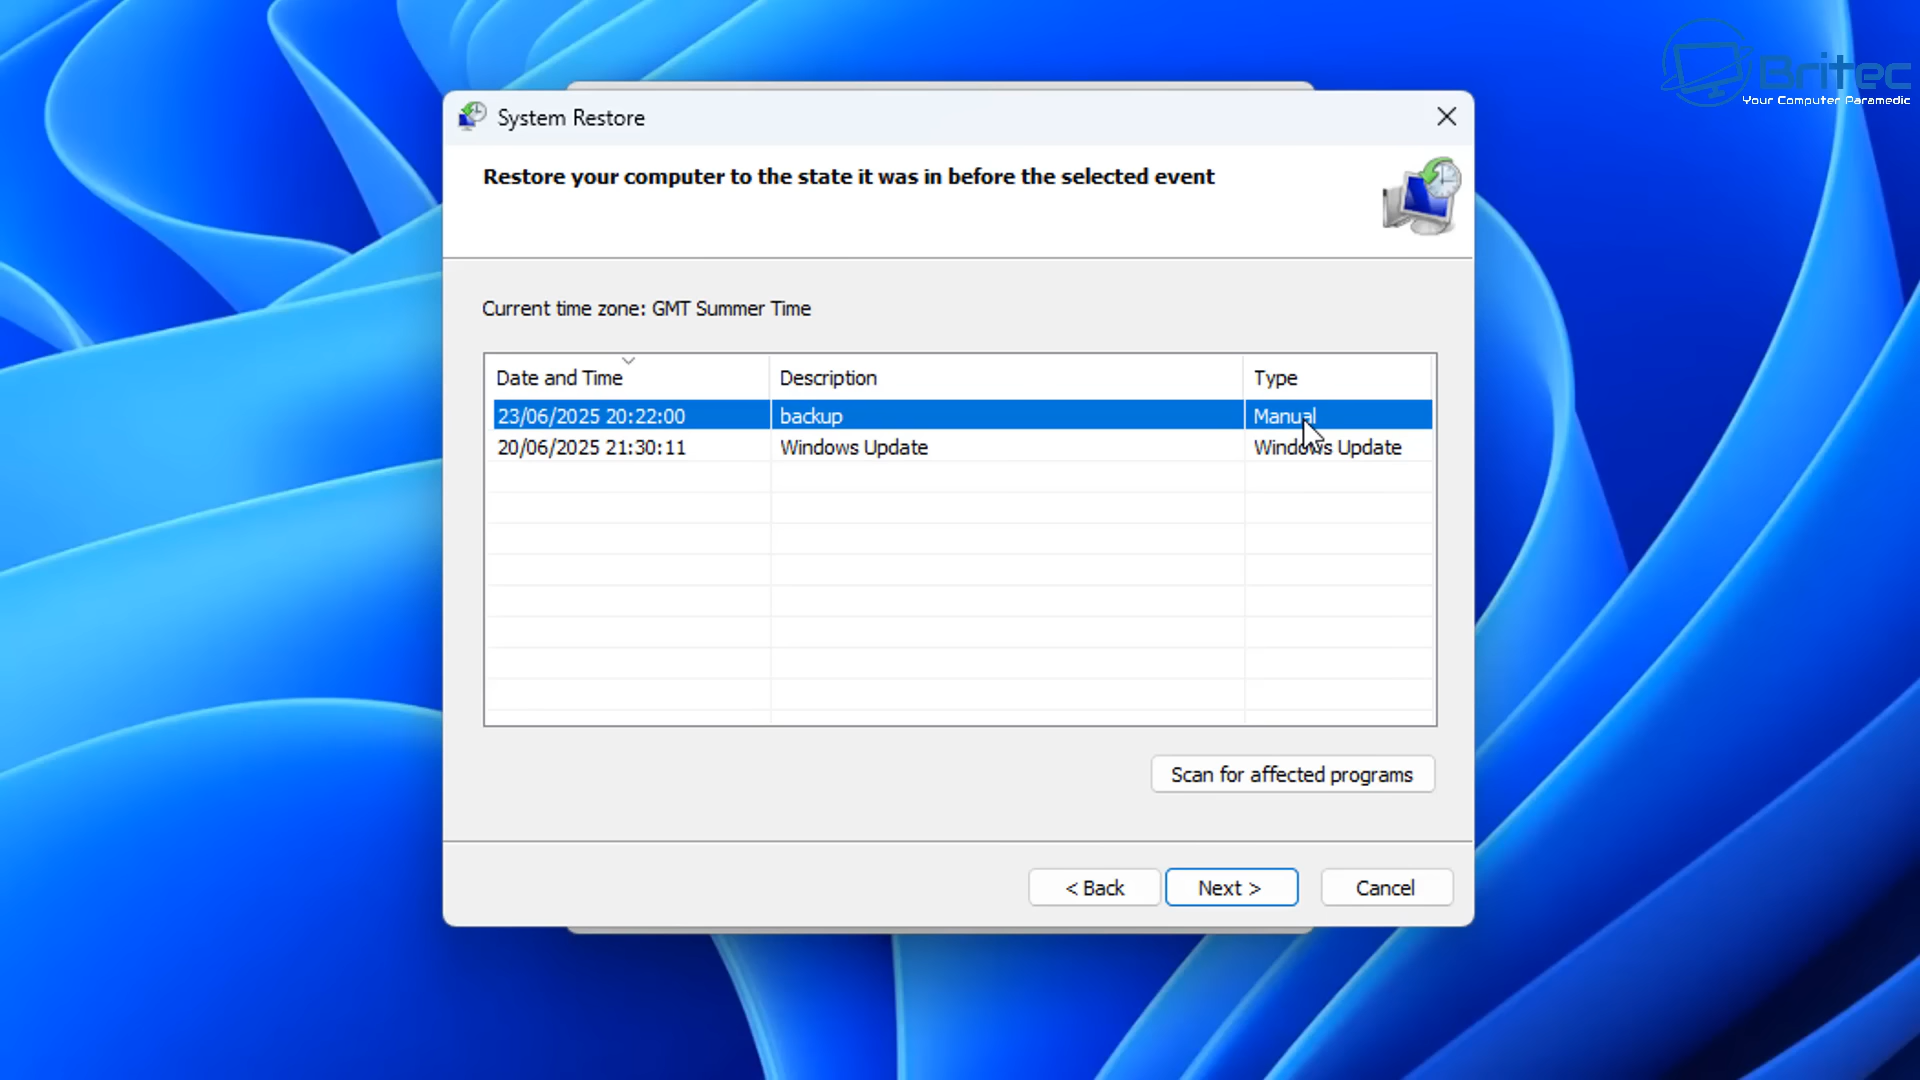 Britec
Your Computer Paramedic
System Restore
Restore your computer to the state it was in before the selected event
Current time zone: GMT Summer Time
Date and Time Description Type
23/06/2025 20:22:00 backup Manual
20/06/2025 21:30:11 Windows Update Windows Update
Scan for affected programs
< Back Next > Cancel